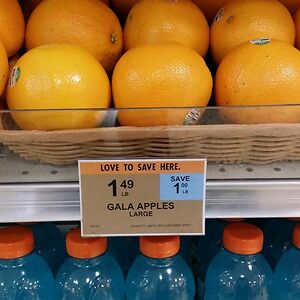 LOVE TO SAVE HERE.
1 49 LB
SAVE
1 00 LB
GALA APPLES
LARGE